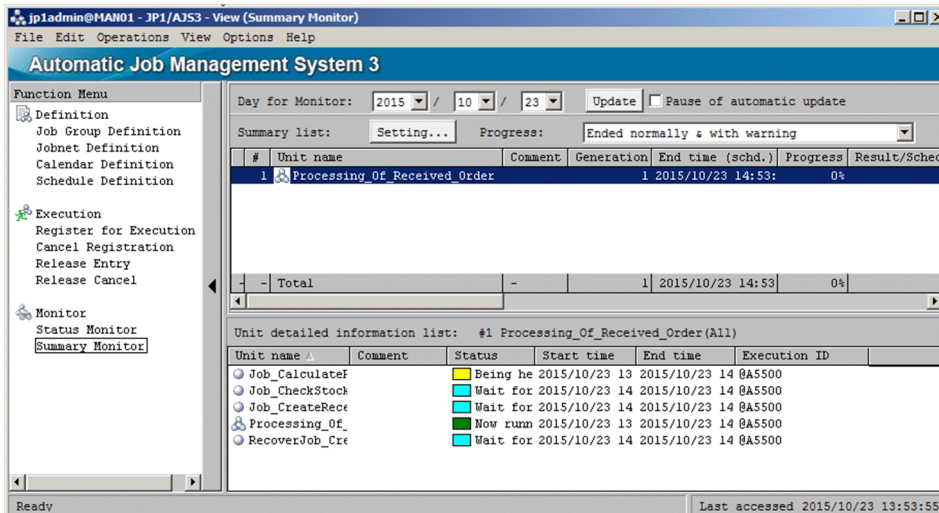 jp1admin@MAN01 - JP1/AJS3 - View (Summary Monitor)
File Edit Operations View Options Help
Automatic Job Management System 3
Function Menu
Definition
Job Group Definition
Jobnet Definition
Calendar Definition
Schedule Definition
Execution
Register for Execution
Cancel Registration
Release Entry
Release Cancel
Monitor
Status Monitor
Summary Monitor
Day for Monitor: 2015 / 10 / 23 Update Pause of automatic update
Summary list: Setting... Progress: Ended normally & with warning
# Unit name Comment Generation End time (schd.) Progress Result/Sched
1 Processing_Of_Received_Order 1 2015/10/23 14:53: 0%
- - Total - 1 2015/10/23 14:53 0%
Unit detailed information list: #1 Processing_Of_Received_Order(All)
Unit name Comment Status Start time End time Execution ID
Job_CalculateP Being he 2015/10/23 13 2015/10/23 14 @A5500
Job_CheckStock Wait for 2015/10/23 14 2015/10/23 14 @A5500
Job_CreateRece Wait for 2015/10/23 14 2015/10/23 14 @A5500
Processing_Of_ Now runn 2015/10/23 13 2015/10/23 14 @A5500
RecoverJob_Cre Wait for 2015/10/23 14 2015/10/23 14 @A5500
Ready Last accessed 2015/10/23 13:53:55